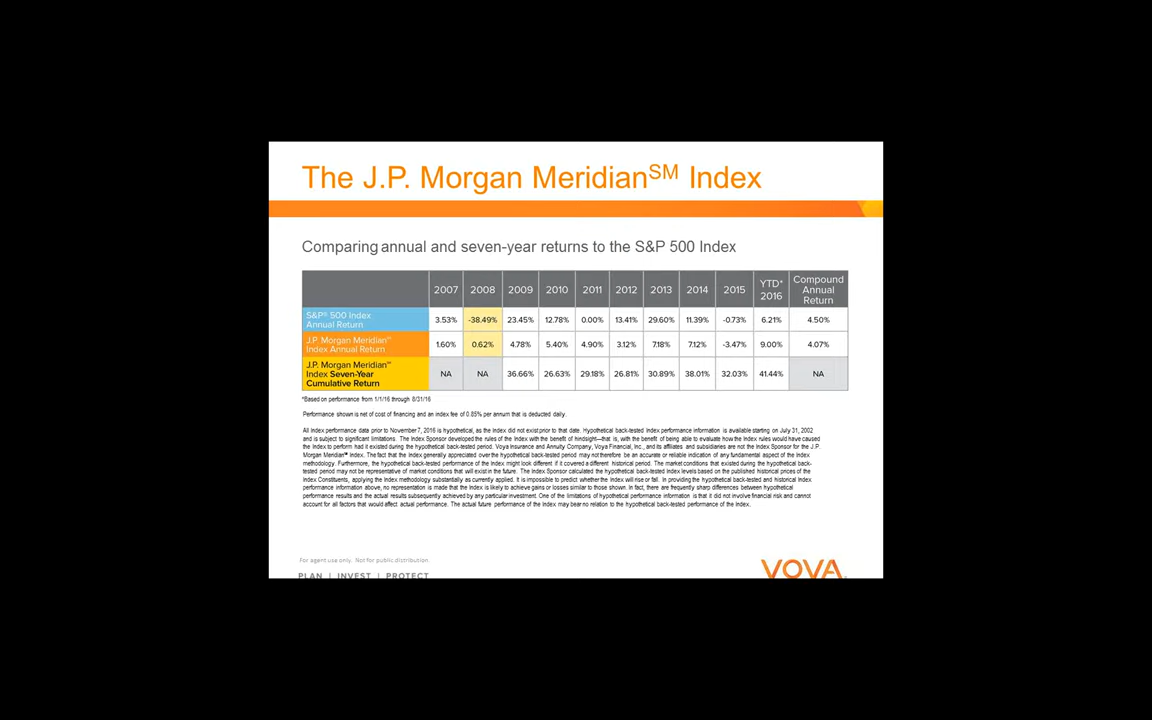 The J.P. Morgan Meridian℠ Index
Comparing annual and seven-year returns to the S&P 500 Index
2007 2008 2009 2010 2011 2012 2013 2014 2015 YTD* 2016 Compound Annual Return
S&P® 500 Index Annual Return 3.53% -38.49% 23.45% 12.78% 0.00% 13.41% 29.60% 11.39% -0.73% 6.21% 4.50%
J.P. Morgan Meridian℠ Index Annual Return 1.60% 0.62% 4.78% 5.40% 4.90% 3.12% 7.18% 7.12% -3.47% 9.00% 4.07%
J.P. Morgan Meridian℠ Index Seven-Year Cumulative Return NA NA 36.66% 26.63% 29.18% 26.81% 30.89% 38.01% 32.03% 41.44% NA
*Based on performance from 1/1/16 through 8/31/16
Performance shown is net of cost of financing and an index fee of 0.85% per annum that is deducted daily.
All Index performance data prior to November 7, 2016 is hypothetical, as the Index did not exist prior to that date. Hypothetical back-tested Index performance information is available starting on July 31, 2002
and is subject to significant limitations. The Index Sponsor developed the rules of the Index with the benefit of hindsight—that is, with the benefit of being able to evaluate how the Index rules would have caused
the Index to perform had it existed during the hypothetical back-tested period. Voya Insurance and Annuity Company, Voya Financial, Inc., and its affiliates and subsidiaries are not the Index Sponsor for the J.P.
Morgan Meridian℠ Index. The fact that the Index generally appreciated over the hypothetical back-tested period may not therefore be an accurate or reliable indication of any fundamental aspect of the Index
methodology. Furthermore, the hypothetical back-tested performance of the Index might look different if it covered a different historical period. The market conditions that existed during the hypothetical back-
tested period may not be representative of market conditions that will exist in the future. The Index Sponsor calculated the hypothetical back-tested Index levels based on the published historical prices of the
Index Constituents, applying the Index methodology substantially as currently applied. It is impossible to predict whether the Index will rise or fall. In providing the hypothetical back-tested and historical Index
performance information above, no representation is made that the Index is likely to achieve gains or losses similar to those shown. In fact, there are frequently sharp differences between hypothetical
performance results and the actual results subsequently achieved by any particular investment. One of the limitations of hypothetical performance information is that it did not involve financial risk and cannot
account for all factors that would affect actual performance. The actual future performance of the Index may bear no relation to the hypothetical back-tested performance of the Index.
For agent use only. Not for public distribution.
PLAN | INVEST | PROTECT
VOYA